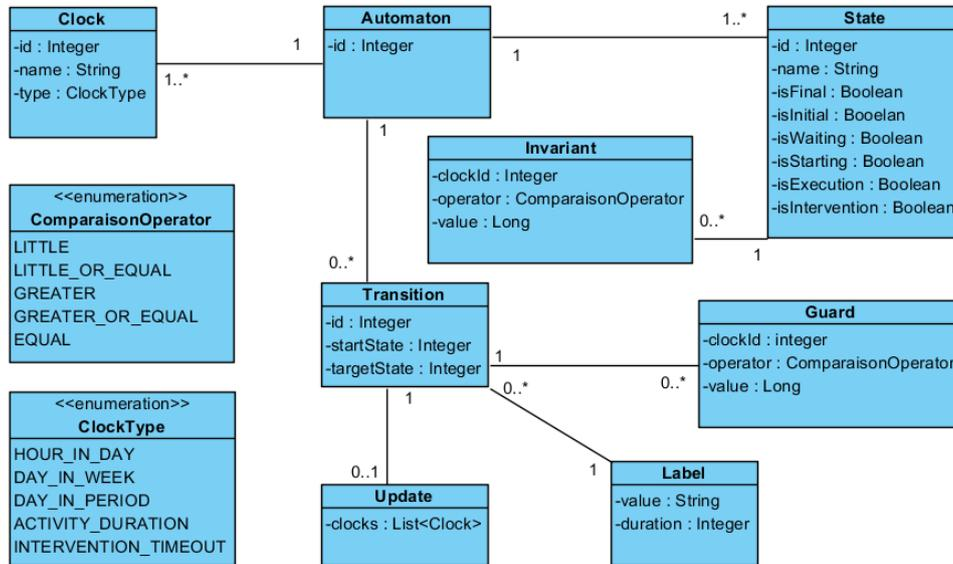 Clock
-id : Integer
-name : String
-type : ClockType
1
1..*
Automaton
-id : Integer
1
1..*
1
State
-id : Integer
-name : String
-isFinal : Boolean
-isInitial : Booelan
-isWaiting : Boolean
-isStarting : Boolean
-isExecution : Boolean
-isIntervention : Boolean
Invariant
-clockId : Integer
-operator : ComparaisonOperator
-value : Long
0..*
1
<<enumeration>>
ComparaisonOperator
LITTLE
LITTLE_OR_EQUAL
GREATER
GREATER_OR_EQUAL
EQUAL
0..*
Transition
-id : Integer
-startState : Integer
-targetState : Integer
1
0..*
Guard
-clockId : integer
-operator : ComparaisonOperator
-value : Long
0..*
1
<<enumeration>>
ClockType
HOUR_IN_DAY
DAY_IN_WEEK
DAY_IN_PERIOD
ACTIVITY_DURATION
INTERVENTION_TIMEOUT
0..1
Update
-clocks : List<Clock>
1
Label
-value : String
-duration : Integer